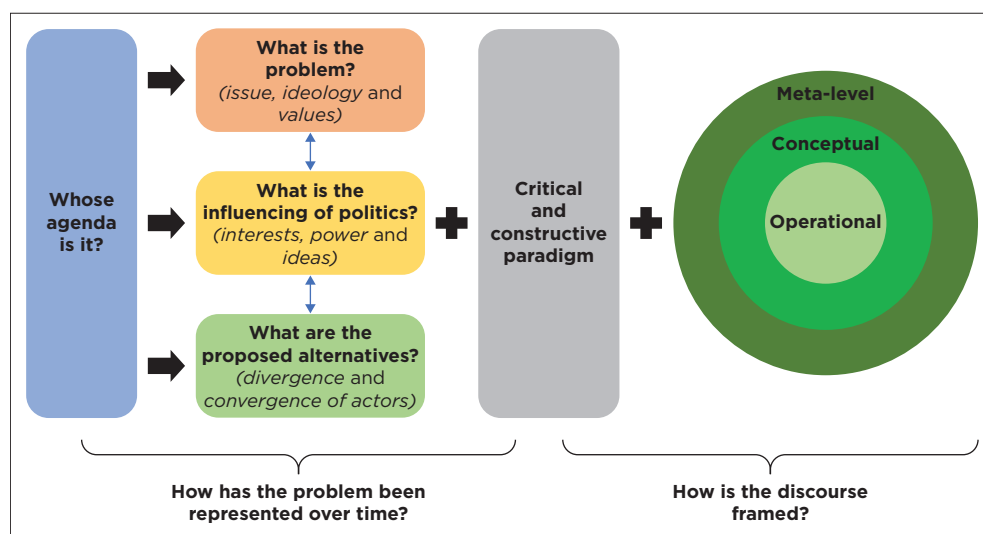 Whose
agenda
is it?
What is the
problem?
(issue, ideology and
values)
What is the
influencing of politics?
(interests, power and
ideas)
What are the
proposed alternatives?
(divergence and
convergence of actors)
Critical
and
constructive
paradigm
Meta-level
Conceptual
Operational
How has the problem been
represented over time?
How is the discourse
framed?